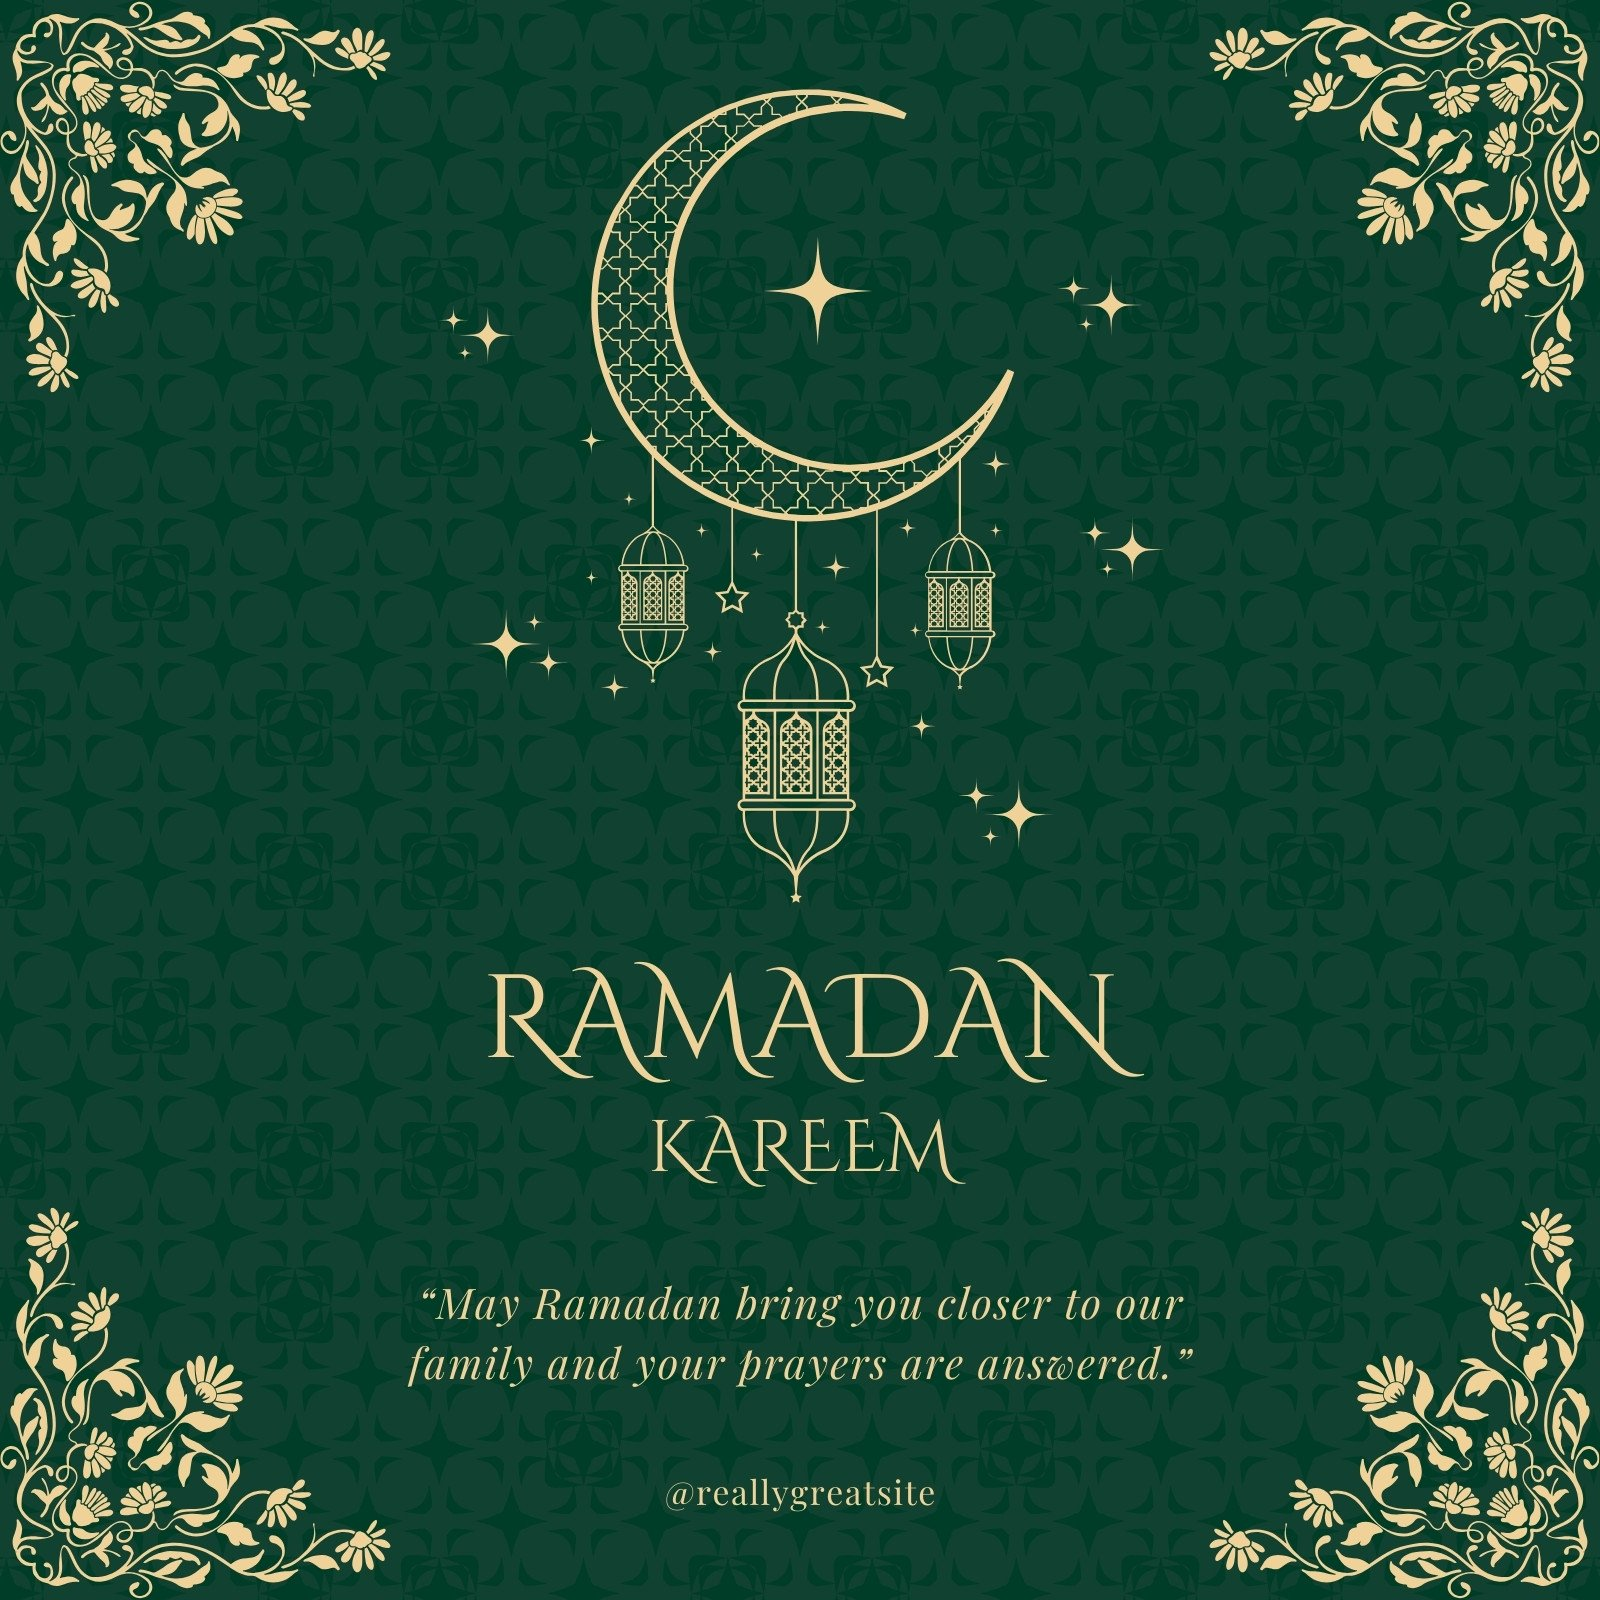 RAMADAN
KAREEM
“May Ramadan bring you closer to our
family and your prayers are answered.”
@reallygreatsite